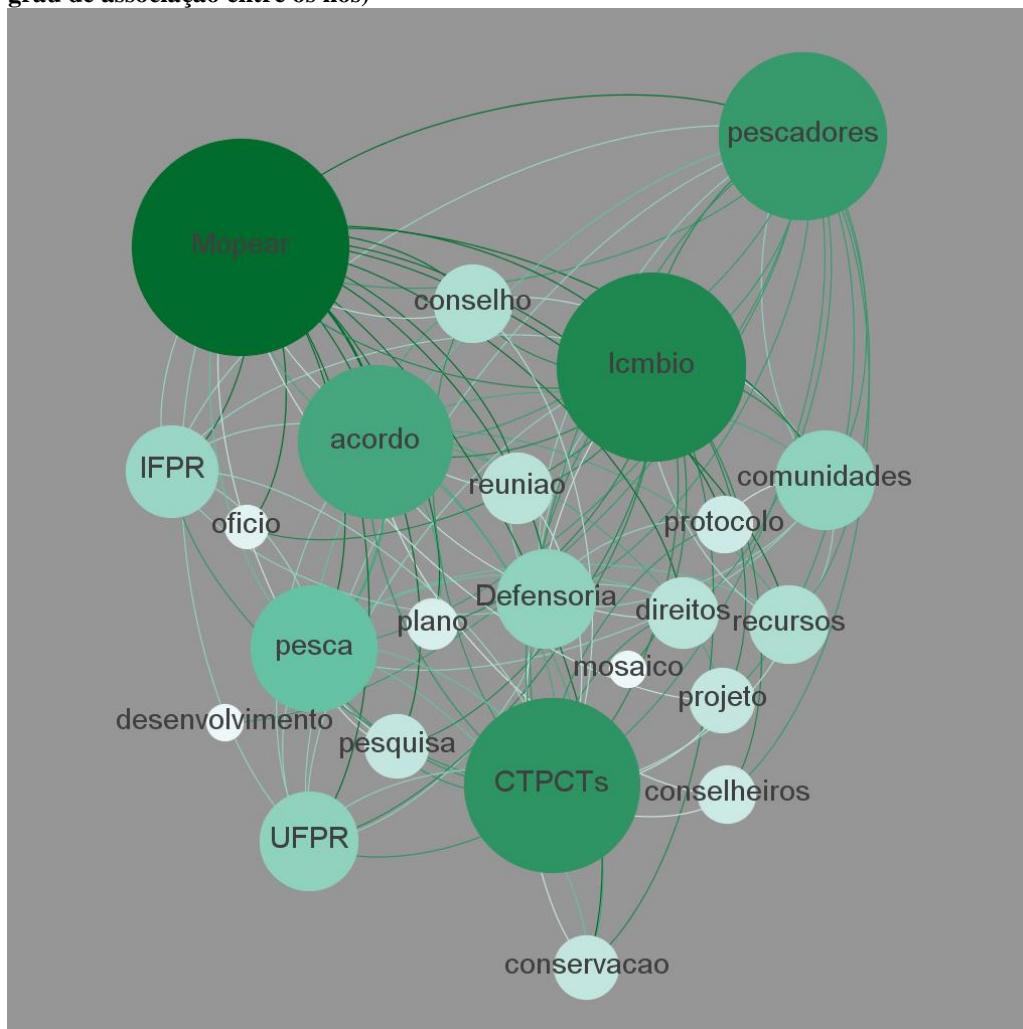 grau de associação entre os nós)
pescadores
Mopear
conselho
Icmbio
acordo
IFPR
reuniao
comunidades
oficio
protocolo
Defensoria
plano
direitos
recursos
pesca
mosaico
projeto
desenvolvimento
pesquisa
CTPCTs
conselheiros
UFPR
conservacao